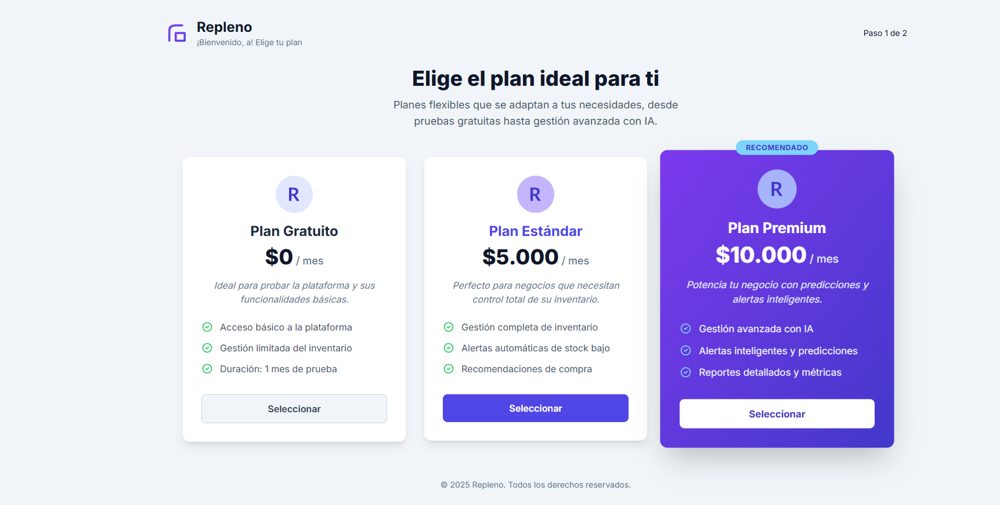 Repleno
¡Bienvenido, a! Elige tu plan
Paso 1 de 2
Elige el plan ideal para ti
Planes flexibles que se adaptan a tus necesidades, desde
pruebas gratuitas hasta gestión avanzada con IA.
R
Plan Gratuito
$0 / mes
Ideal para probar la plataforma y sus
funcionalidades básicas.
Acceso básico a la plataforma
Gestión limitada del inventario
Duración: 1 mes de prueba
Seleccionar
R
Plan Estándar
$5.000 / mes
Perfecto para negocios que necesitan
control total de su inventario.
Gestión completa de inventario
Alertas automáticas de stock bajo
Recomendaciones de compra
Seleccionar
RECOMENDADO
R
Plan Premium
$10.000 / mes
Potencia tu negocio con predicciones y
alertas inteligentes.
Gestión avanzada con IA
Alertas inteligentes y predicciones
Reportes detallados y métricas
Seleccionar
© 2025 Repleno. Todos los derechos reservados.